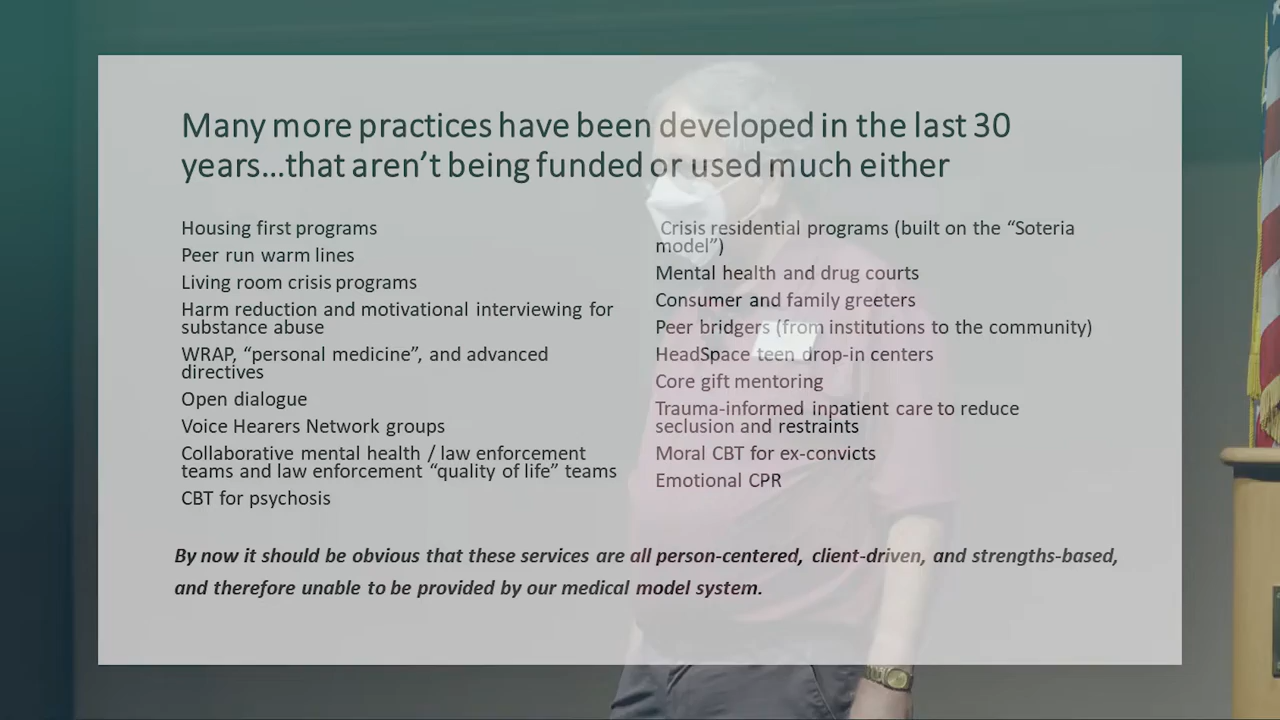 Many more practices have been developed in the last 30
years...that aren't being funded or used much either
Housing first programs
Peer run warm lines
Living room crisis programs
Harm reduction and motivational interviewing for
substance abuse
WRAP, “personal medicine”, and advanced
directives
Open dialogue
Voice Hearers Network groups
Collaborative mental health / law enforcement
teams and law enforcement “quality of life” teams
CBT for psychosis
Crisis residential programs (built on the “Soteria
model”)
Mental health and drug courts
Consumer and family greeters
Peer bridgers (from institutions to the community)
HeadSpace teen drop-in centers
Core gift mentoring
Trauma-informed inpatient care to reduce
seclusion and restraints
Moral CBT for ex-convicts
Emotional CPR
By now it should be obvious that these services are all person-centered, client-driven, and strengths-based,
and therefore unable to be provided by our medical model system.